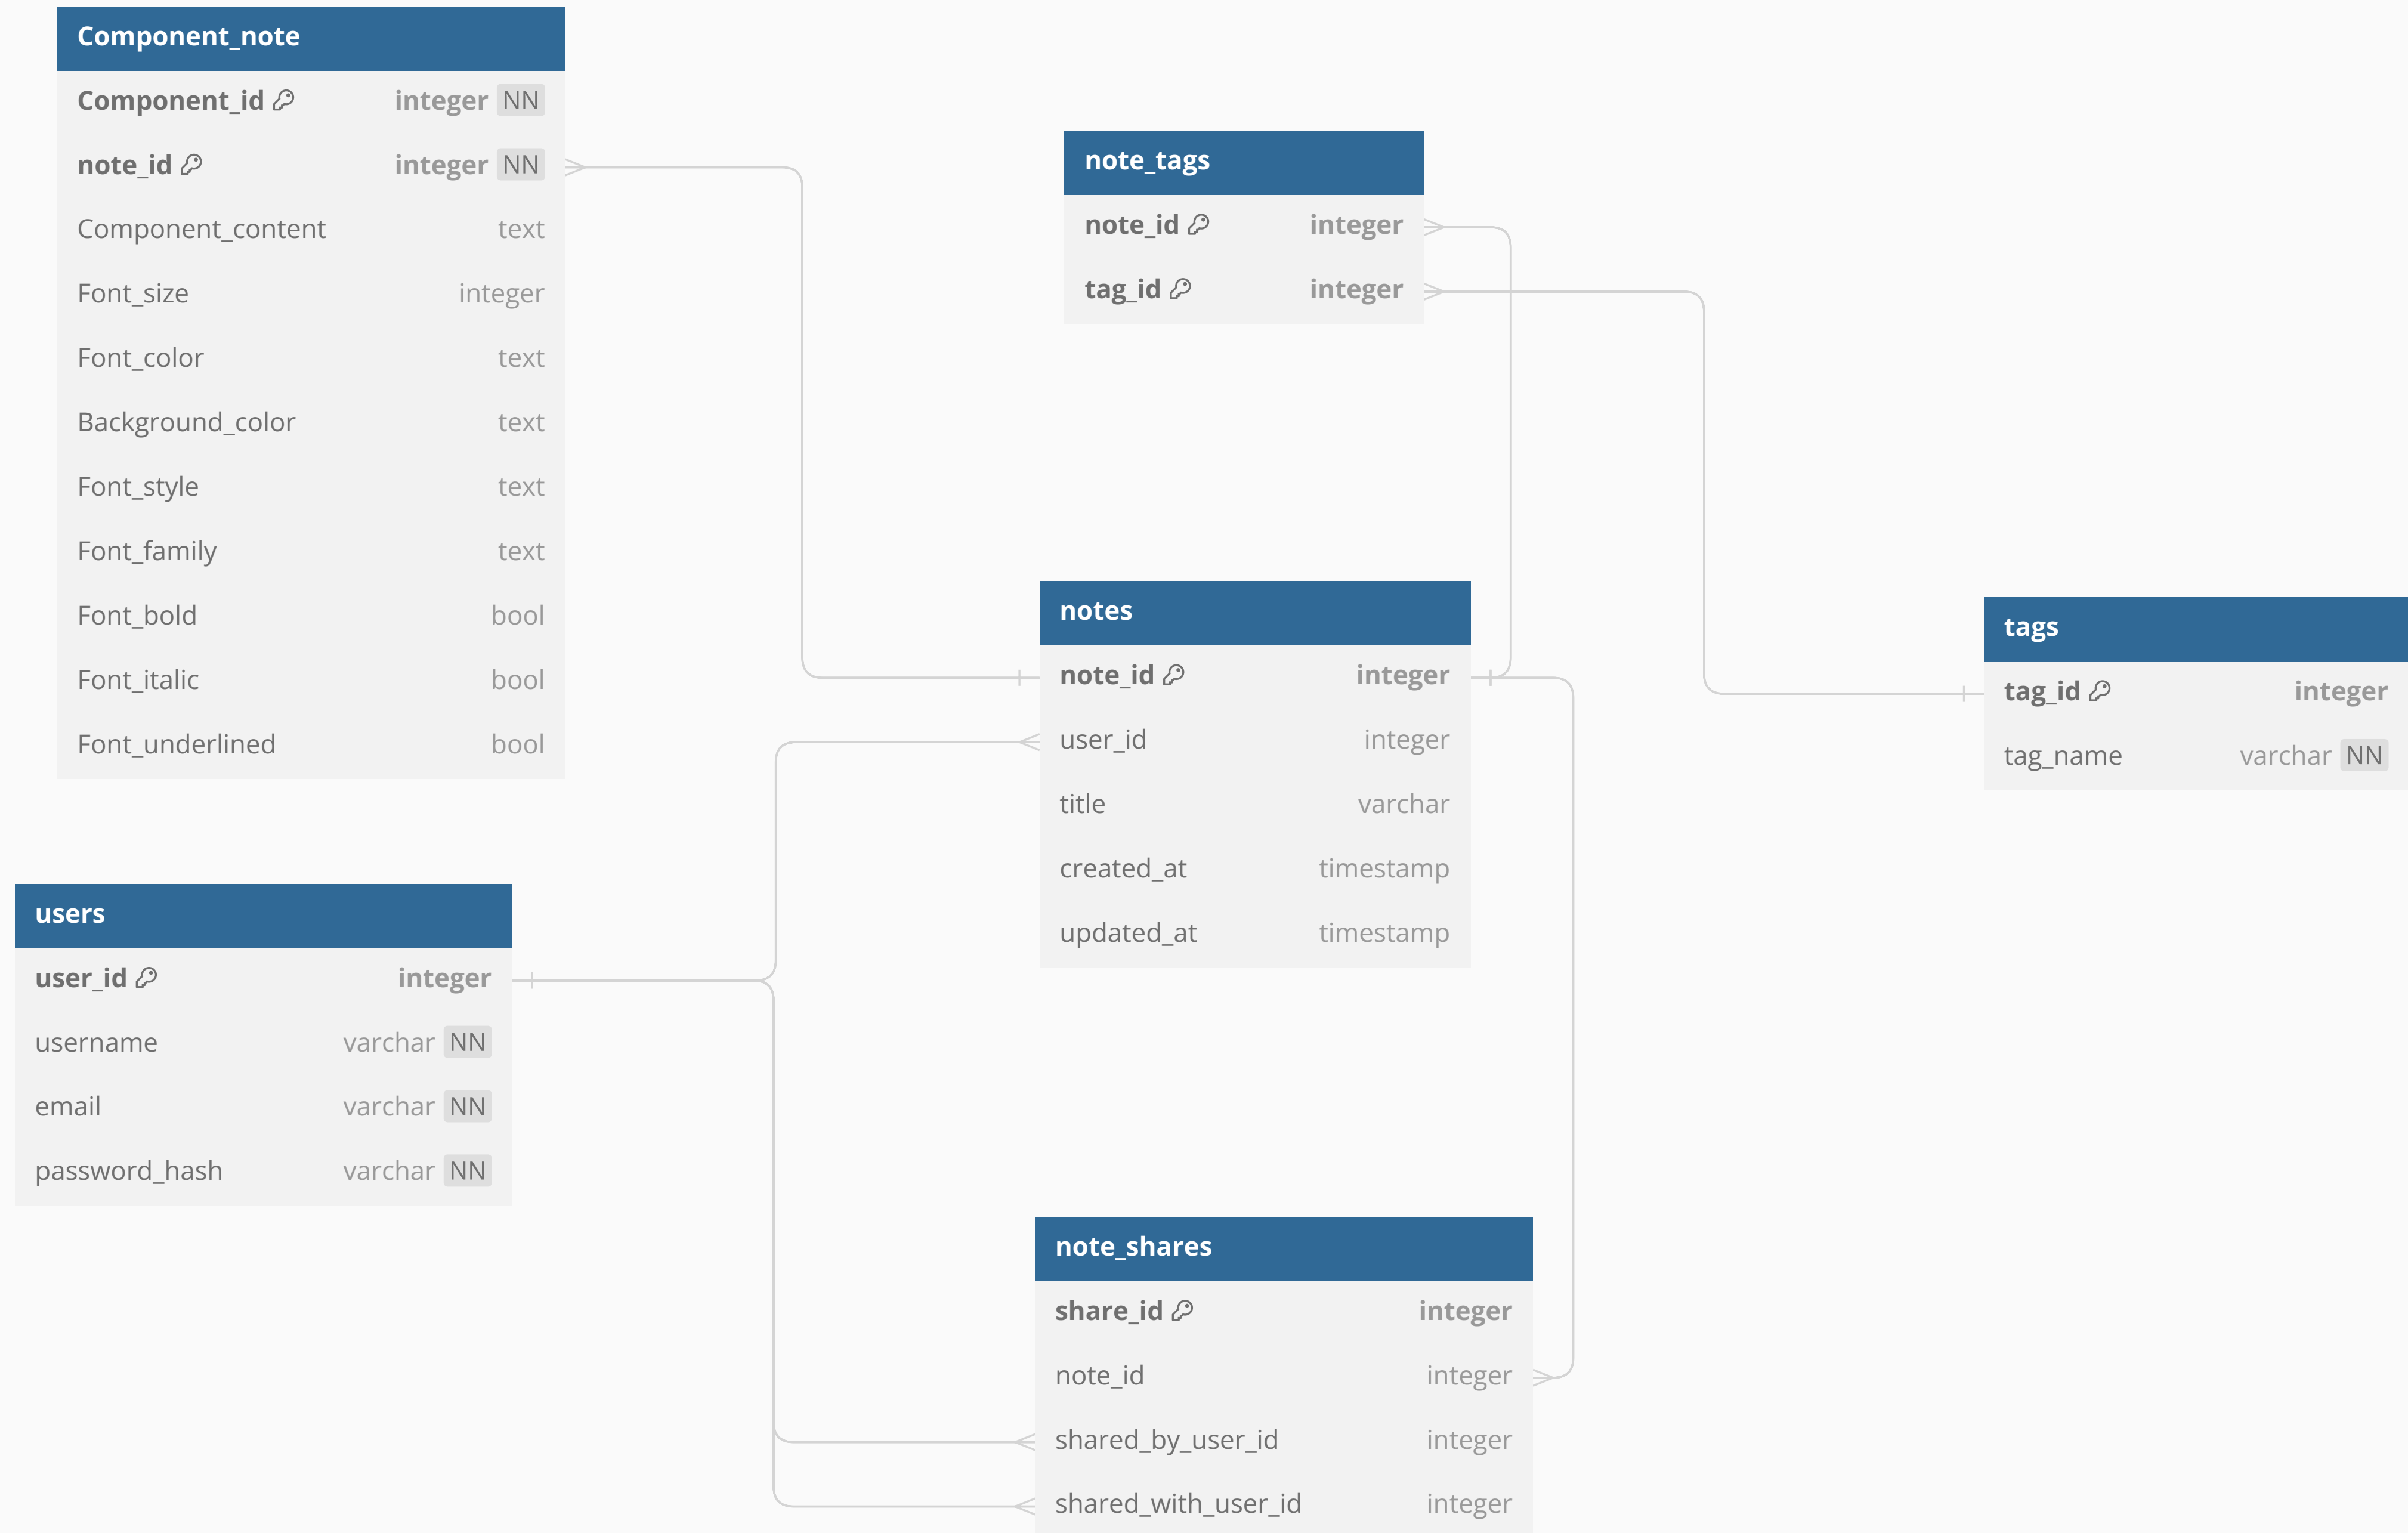 Component_note
Component_id integer NN
note_id integer NN
Component_content text
Font_size integer
Font_color text
Background_color text
Font_style text
Font_family text
Font_bold bool
Font_italic bool
Font_underlined bool
note_tags
note_id integer
tag_id integer
notes
note_id integer
user_id integer
title varchar
created_at timestamp
updated_at timestamp
tags
tag_id integer
tag_name varchar NN
users
user_id integer
username varchar NN
email varchar NN
password_hash varchar NN
note_shares
share_id integer
note_id integer
shared_by_user_id integer
shared_with_user_id integer